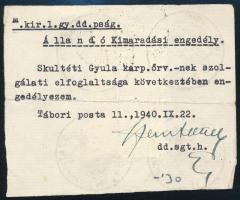 M.kir.1.gy.dd.pság.
Állandó Kimaradási engedély.
Skultéti Gyula karp.őrv.-nek szol-
gálati elfoglaltsága következtében en-
gedélyezem.
Tábori posta 11.,1940.IX.22.
dd.sgt.h.
-'30